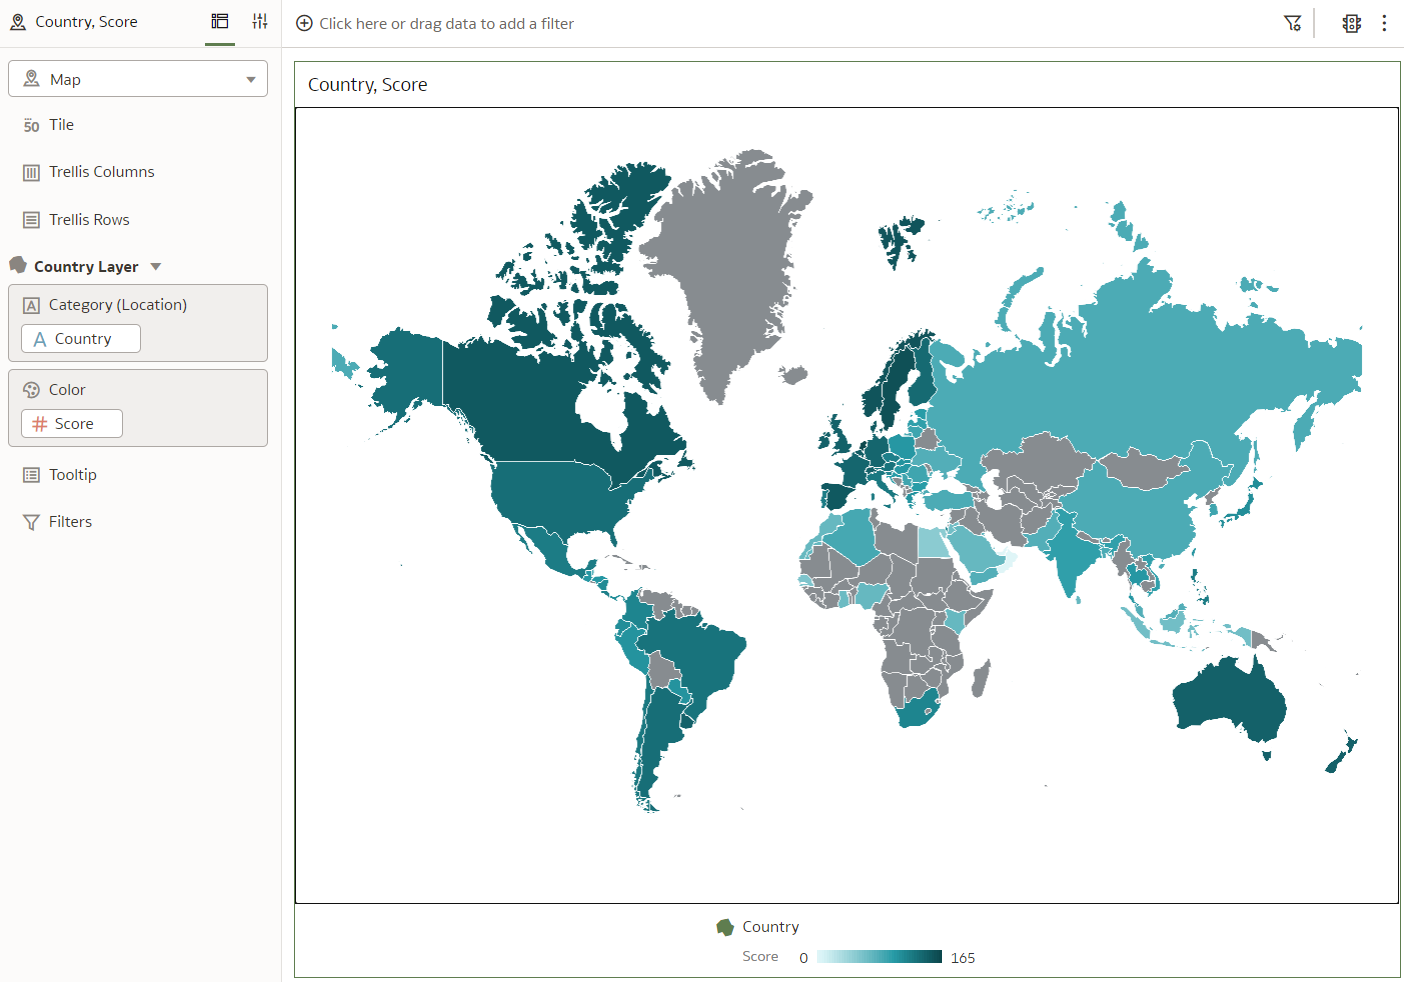 Country, Score
Click here or drag data to add a filter
Map
50 Tile
Trellis Columns
Trellis Rows
Country Layer
A Category (Location)
A Country
Color
# Score
Tooltip
Filters
Country, Score
Country
Score 0 165